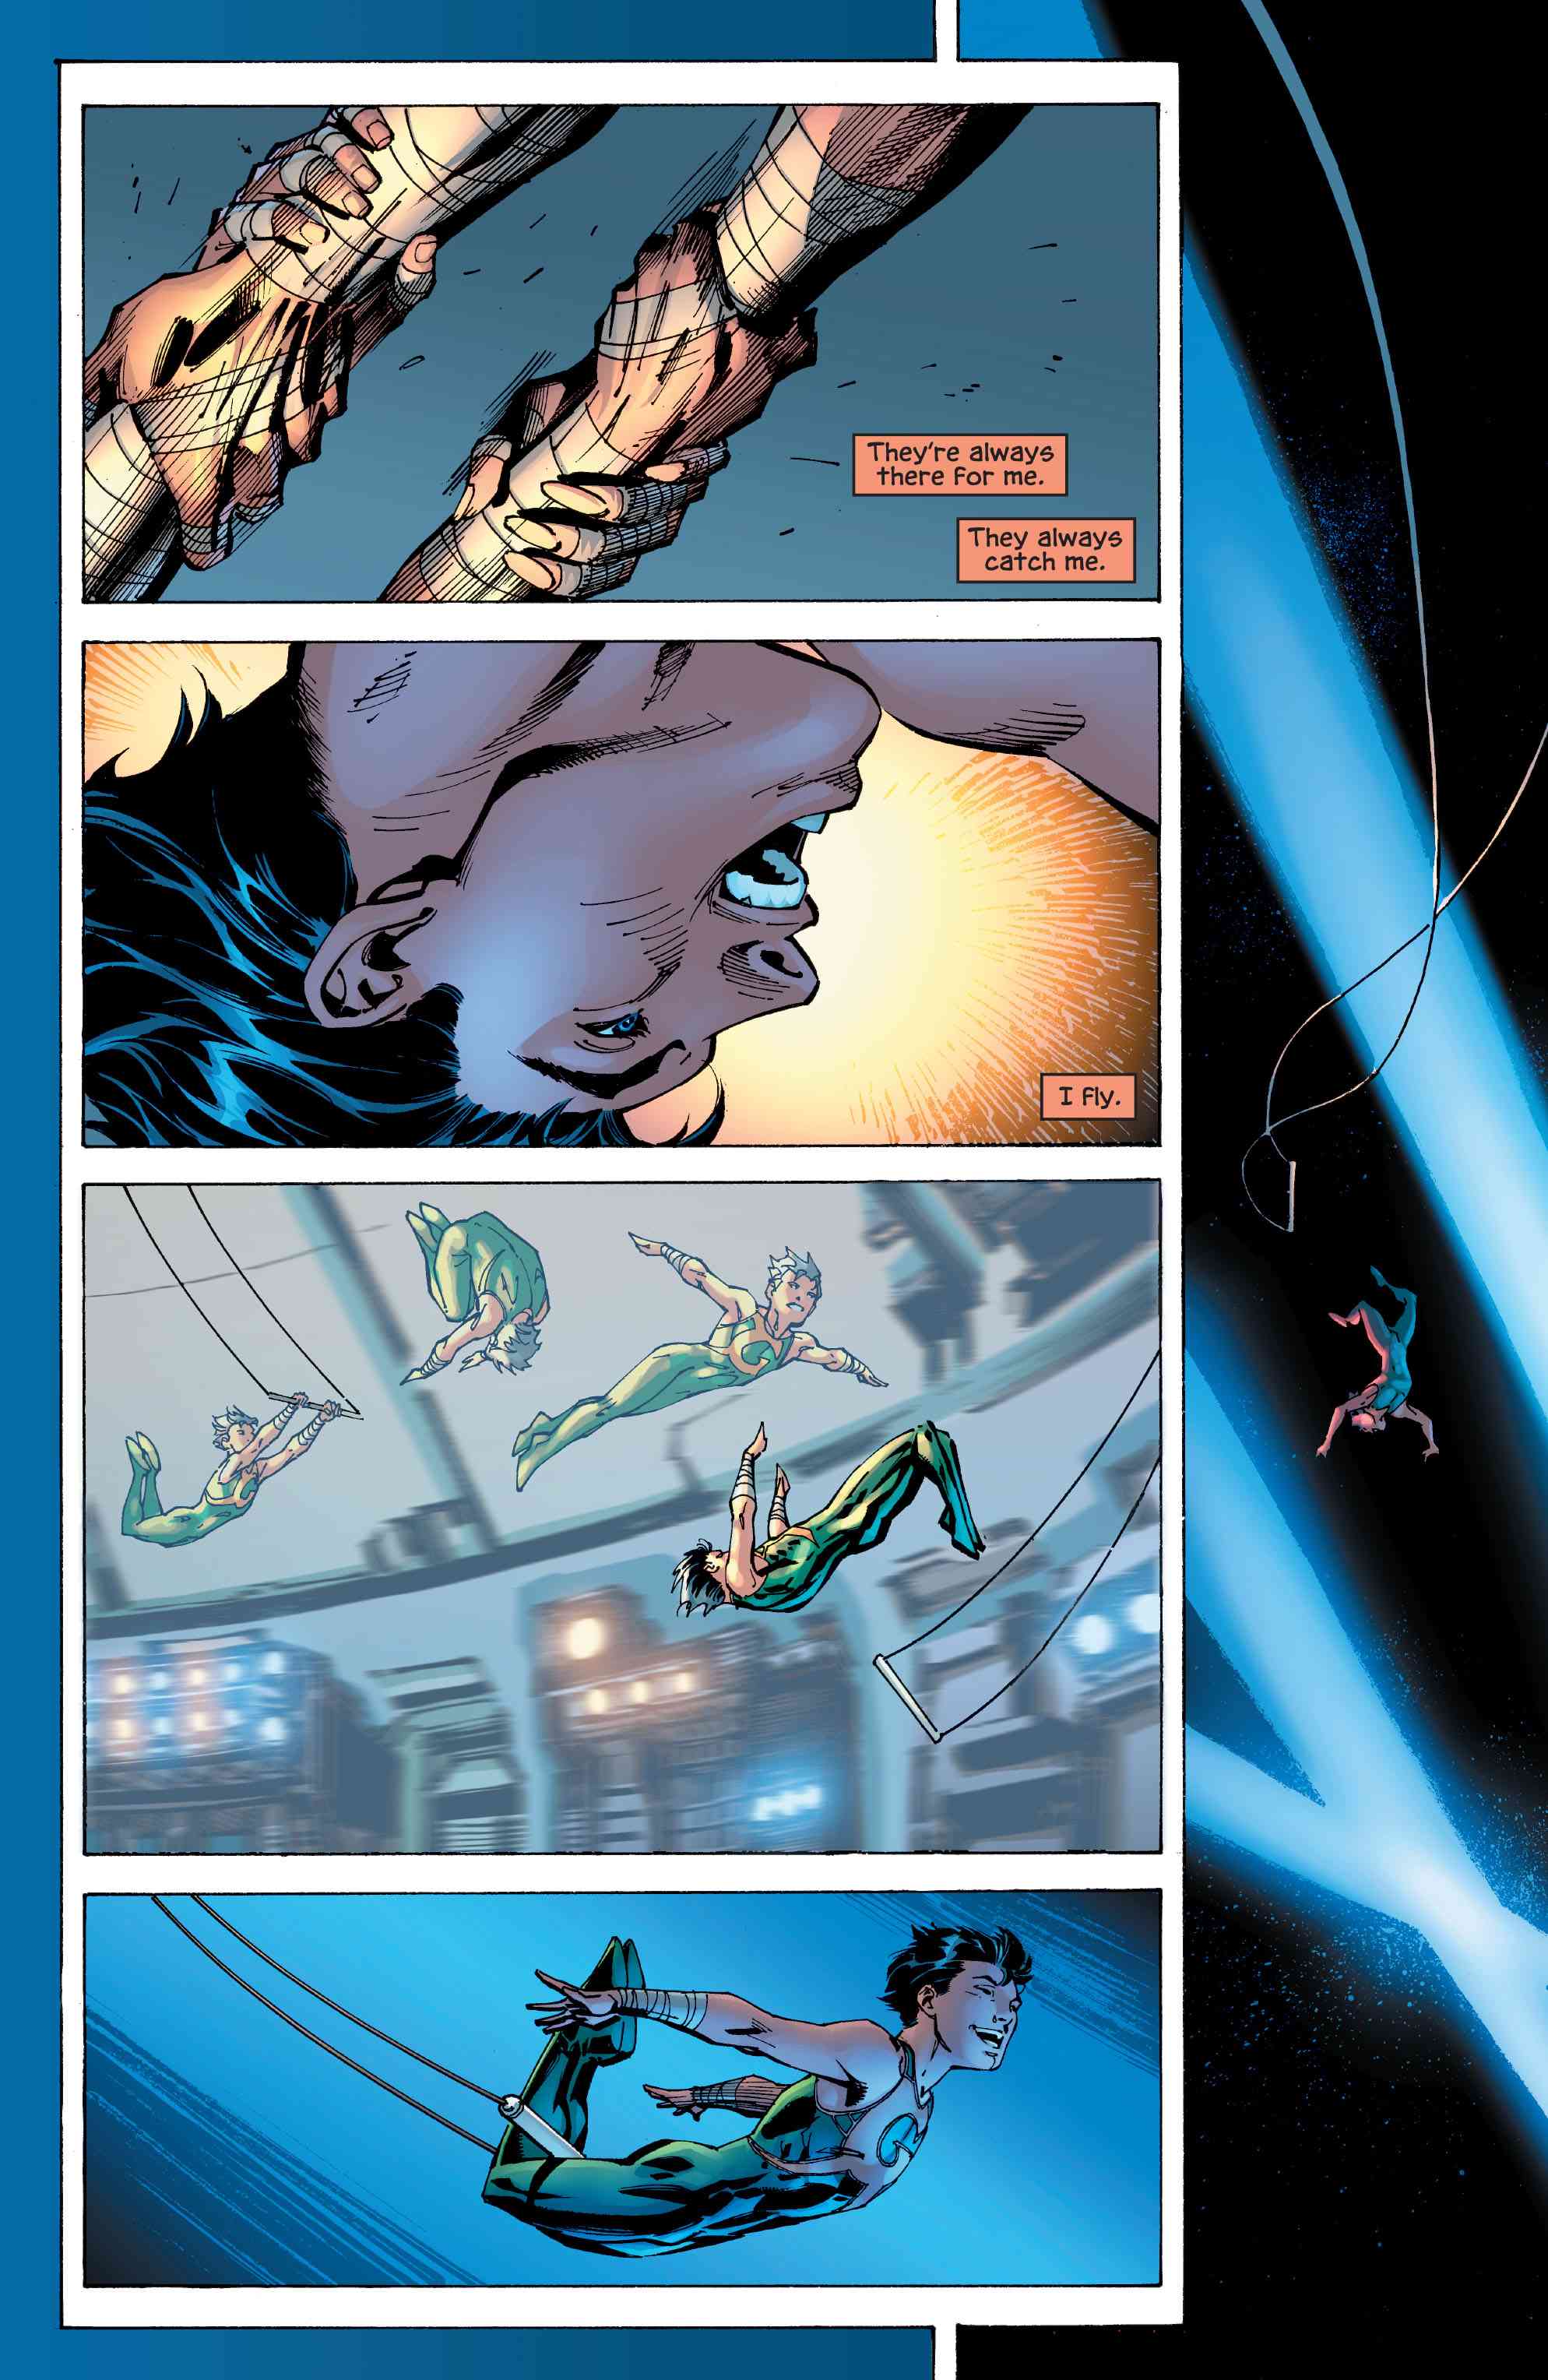 They're always
there for me.
They always
catch me.
I fly.